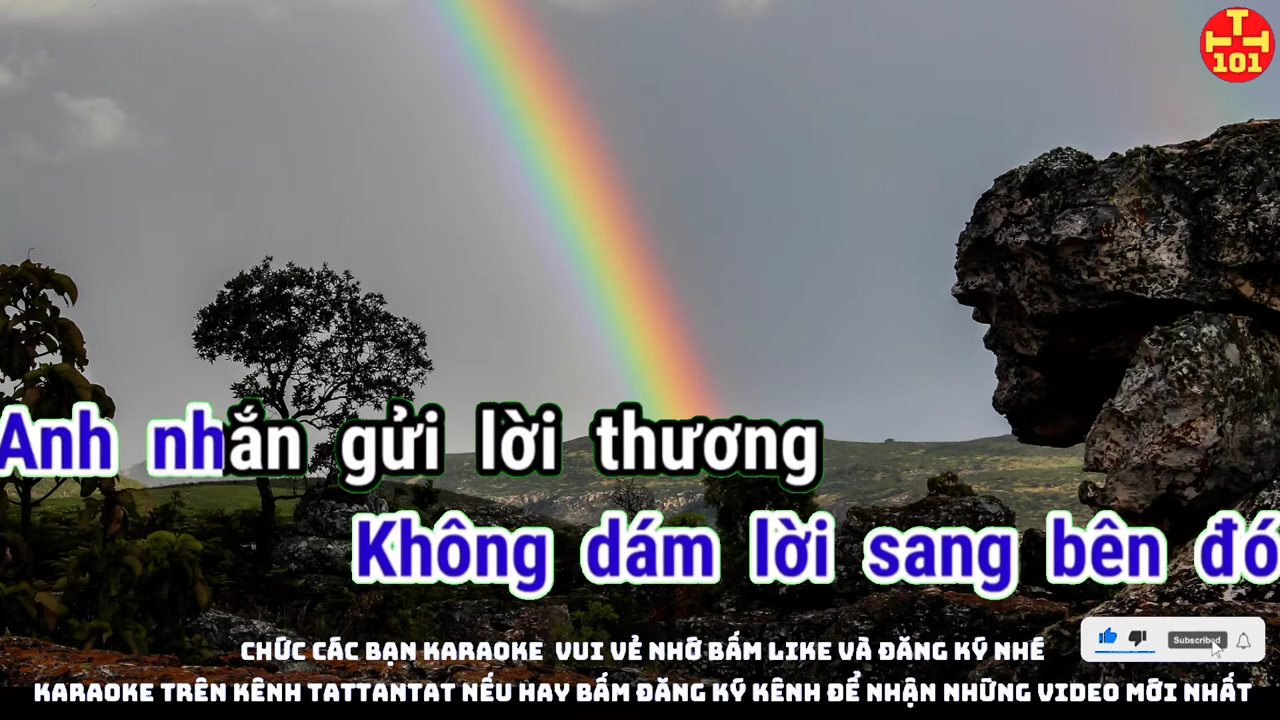 T
T T
101
Anh nhắn gửi lời thương
Không dám lời sang bên đó
CHÚC CÁC BẠN KARAOKE VUI VẺ NHỚ BẤM LIKE VÀ ĐĂNG KÝ NHÉ
Subscribed
KARAOKE TRÊN KÊNH TATTANTAT NẾU HAY BẤM ĐĂNG KÝ KÊNH ĐỂ NHẬN NHỮNG VIDEO MỚI NHẤT